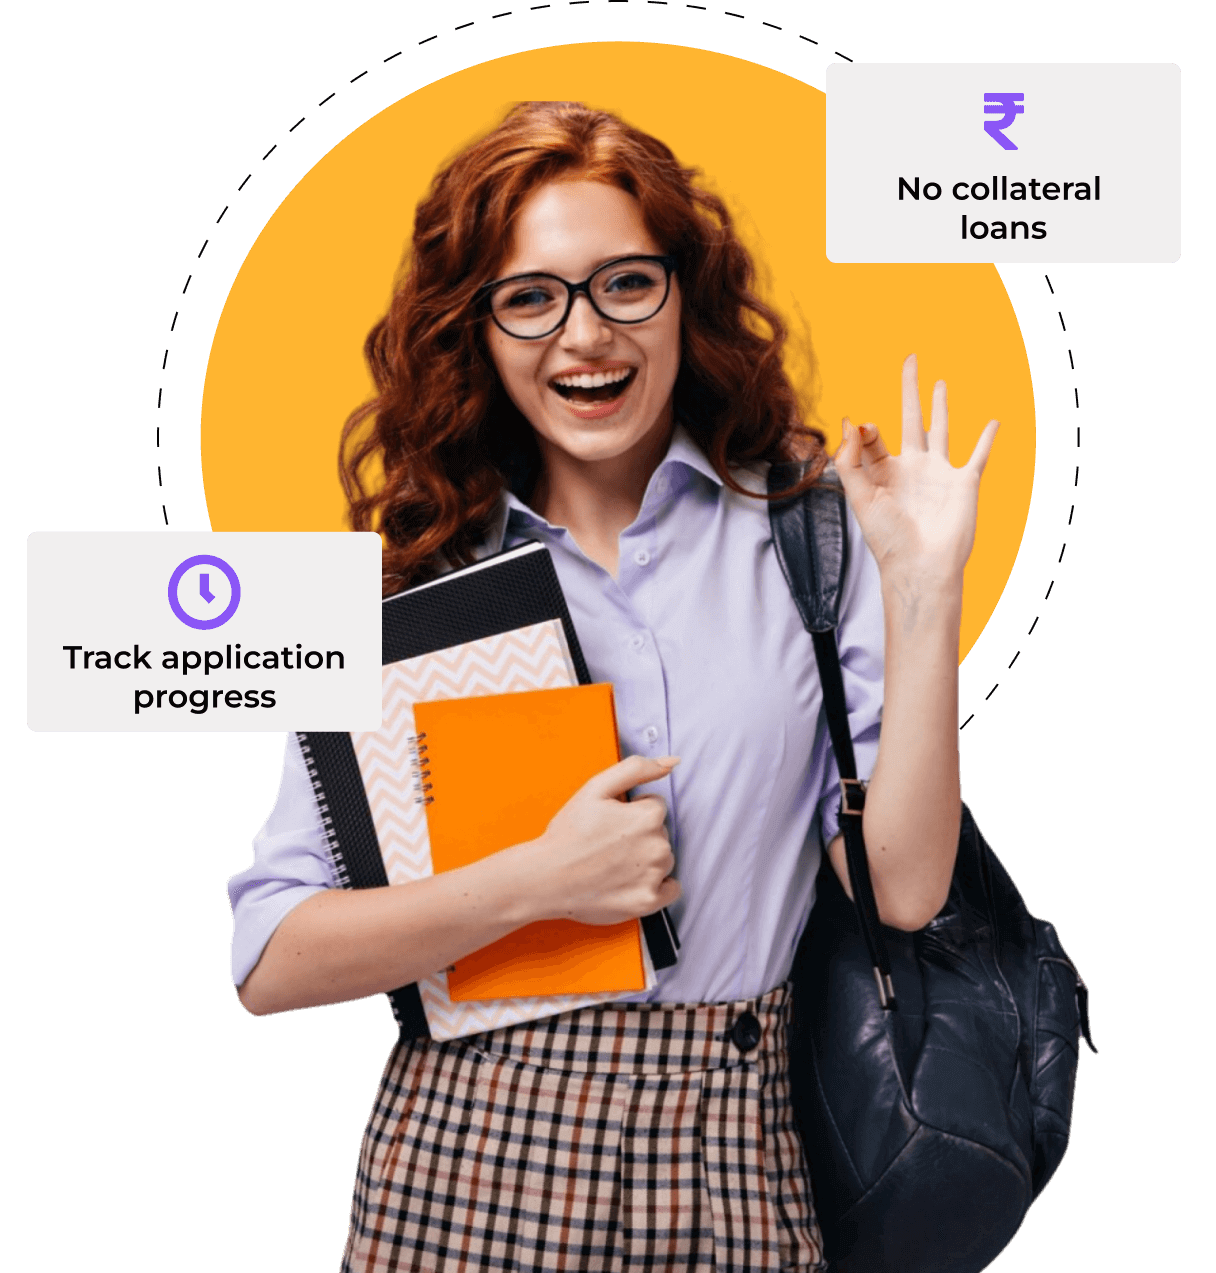 ₹
No collateral
loans
Track application
progress